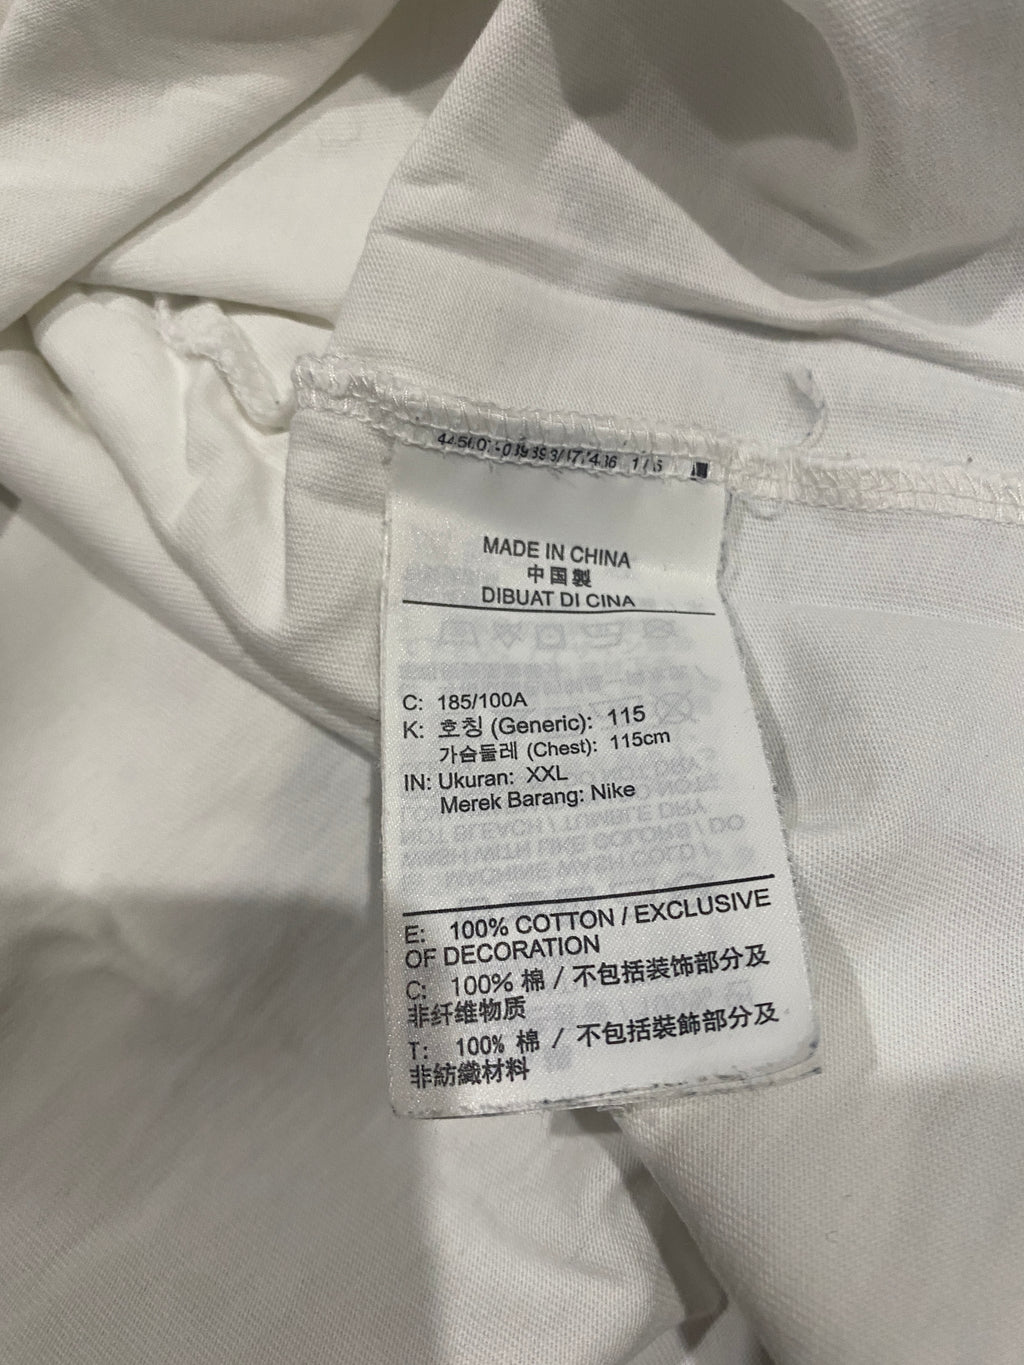 MADE IN CHINA
中国製
DIBUAT DI CINA
C: 185/100A
K: 호칭 (Generic): 115
가슴둘레 (Chest): 115cm
IN: Ukuran: XXL
Merek Barang: Nike
E: 100% COTTON / EXCLUSIVE
OF DECORATION
C: 100% 棉 / 不包括装饰部分及
非纤维物质
T: 100% 棉 / 不包括裝飾部分及
非紡織材料